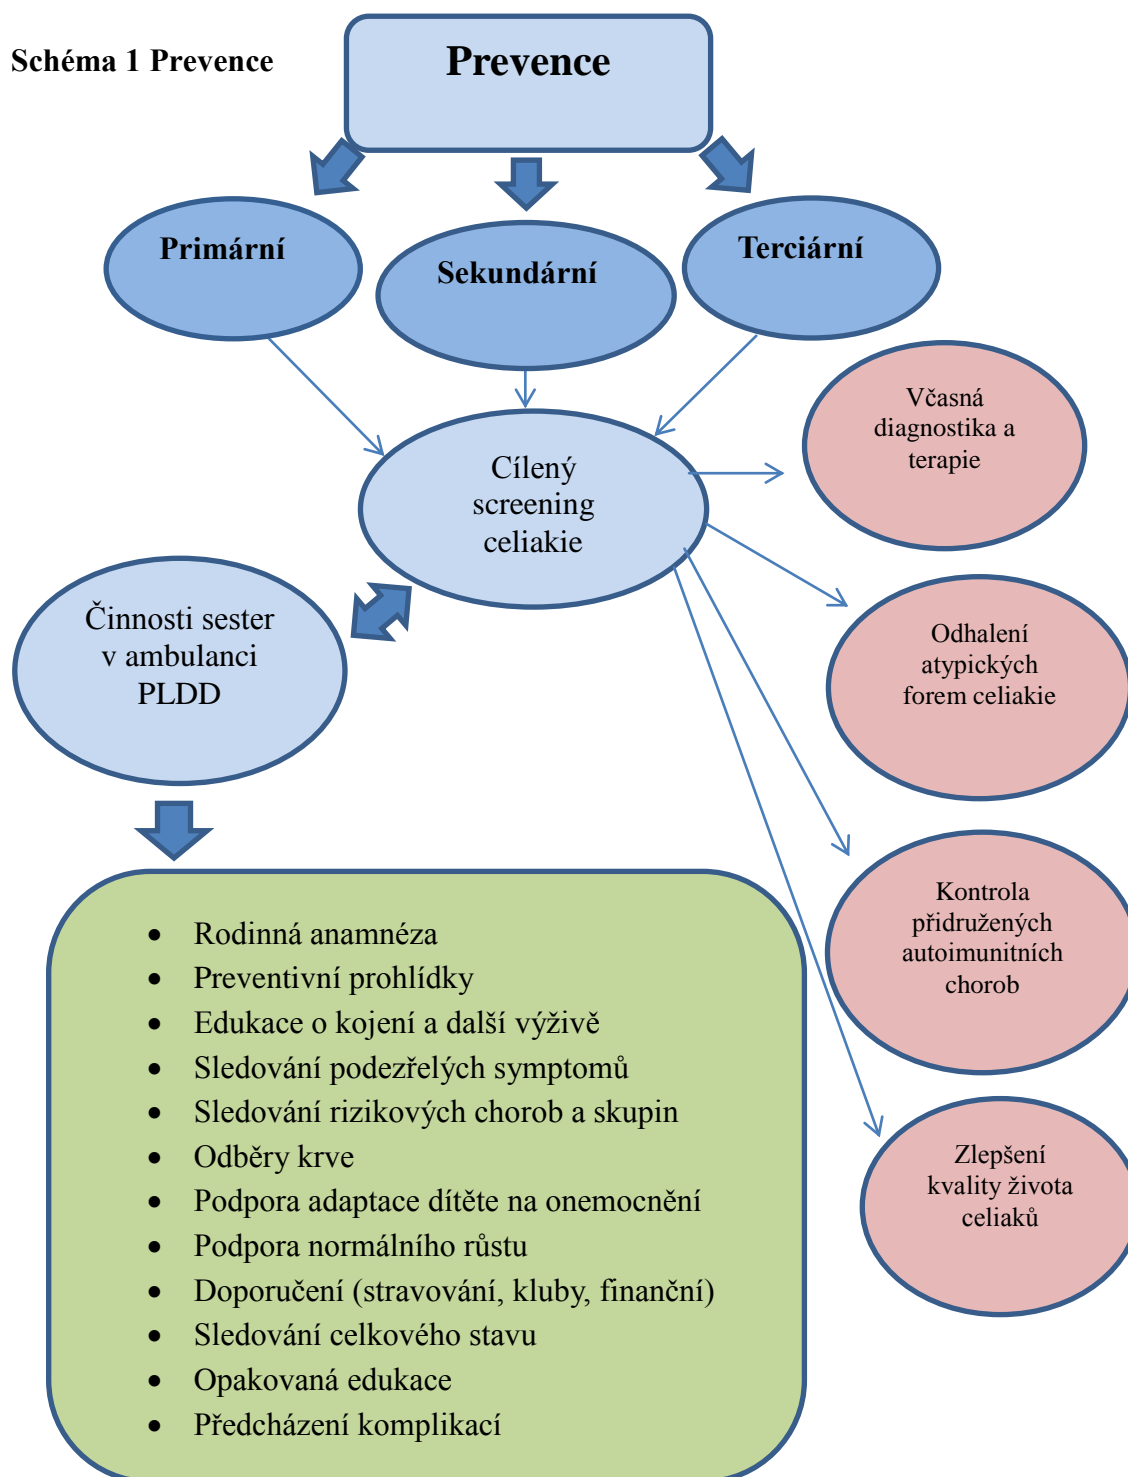 Schéma 1 Prevence
Prevence
Primární
Sekundární
Terciární
Včasná
diagnostika a
terapie
Cílený
screening
celiakie
Odhalení
atypických
forem celiakie
Činnosti sester
v ambulanci
PLDD
Kontrola
přidružených
autoimunitních
chorob
Zlepšení
kvality života
celiaků
• Rodinná anamnéza
• Preventivní prohlídky
• Edukace o kojení a další výživě
• Sledování podezřelých symptomů
• Sledování rizikových chorob a skupin
• Odběry krve
• Podpora adaptace dítěte na onemocnění
• Podpora normálního růstu
• Doporučení (stravování, kluby, finanční)
• Sledování celkového stavu
• Opakovaná edukace
• Předcházení komplikací